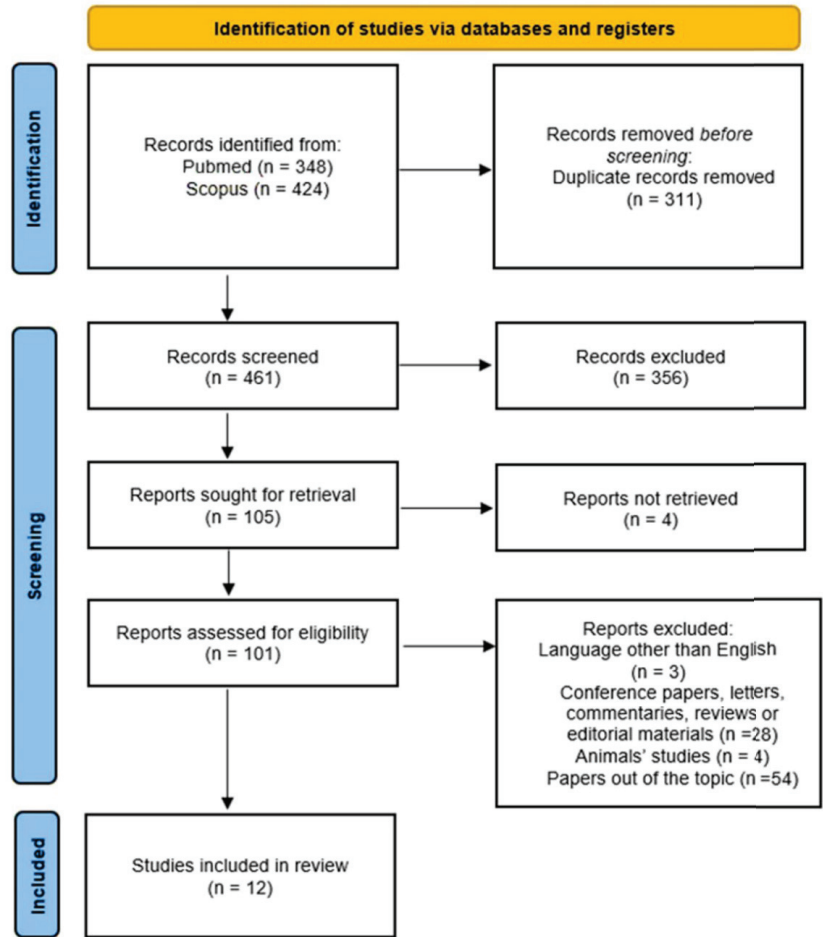 Identification of studies via databases and registers
Identification
Records identified from:
Pubmed (n = 348)
Scopus (n = 424)
Records removed before
screening:
Duplicate records removed
(n = 311)
Screening
Records screened
(n = 461)
Records excluded
(n = 356)
Reports sought for retrieval
(n = 105)
Reports not retrieved
(n = 4)
Reports assessed for eligibility
(n = 101)
Reports excluded:
Language other than English
(n = 3)
Conference papers, letters,
commentaries, reviews or
editorial materials (n =28)
Animals' studies (n = 4)
Papers out of the topic (n =54)
Included
Studies included in review
(n = 12)